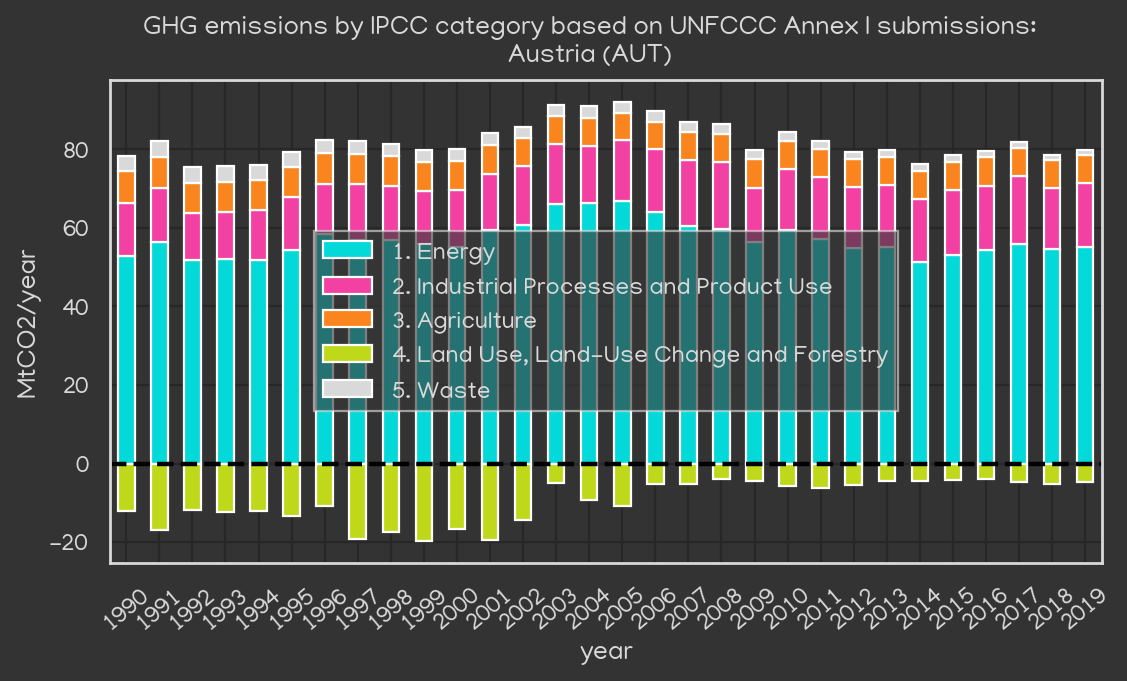 GHG emissions by IPCC category based on UNFCCC Annex I submissions:
Austria (AUT)
MtCO2/year
80
60
40
20
0
−20
1. Energy
2. Industrial Processes and Product Use
3. Agriculture
4. Land Use, Land-Use Change and Forestry
5. Waste
1990 1991 1992 1993 1994 1995 1996 1997 1998 1999 2000 2001 2002 2003 2004 2005 2006 2007 2008 2009 2010 2011 2012 2013 2014 2015 2016 2017 2018 2019
year